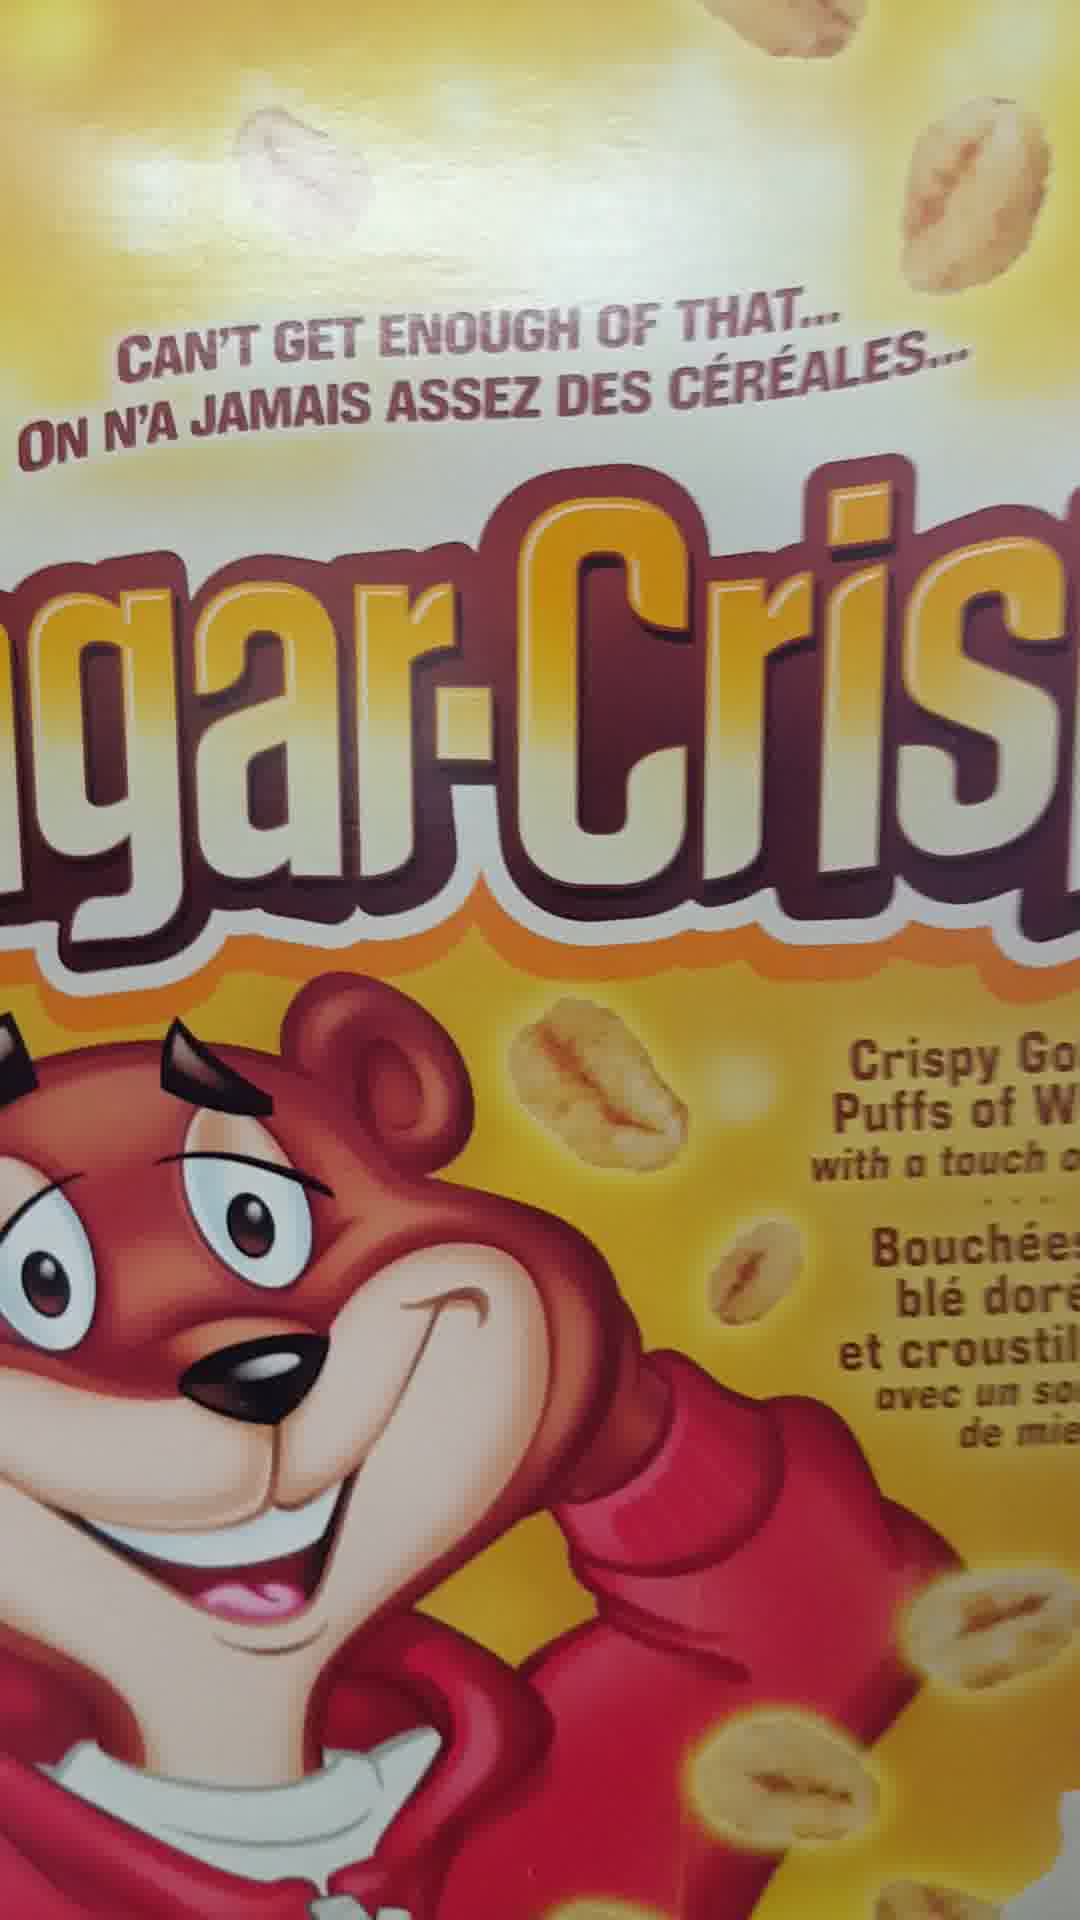 CAN'T GET ENOUGH OF THAT...
ON N'A JAMAIS ASSEZ DES CÉRÉALES...
gar-Cris
Crispy Go
Puffs of W
with a touch
Bouchées
blé doré
et croustil
avec un so
de mie